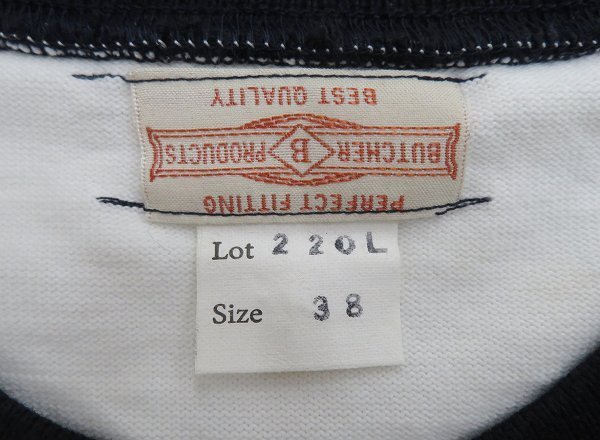 PERFECT FITTING
BUTCHER B PRODUCTS
BEST QUALITY
Lot 220L
Size 38